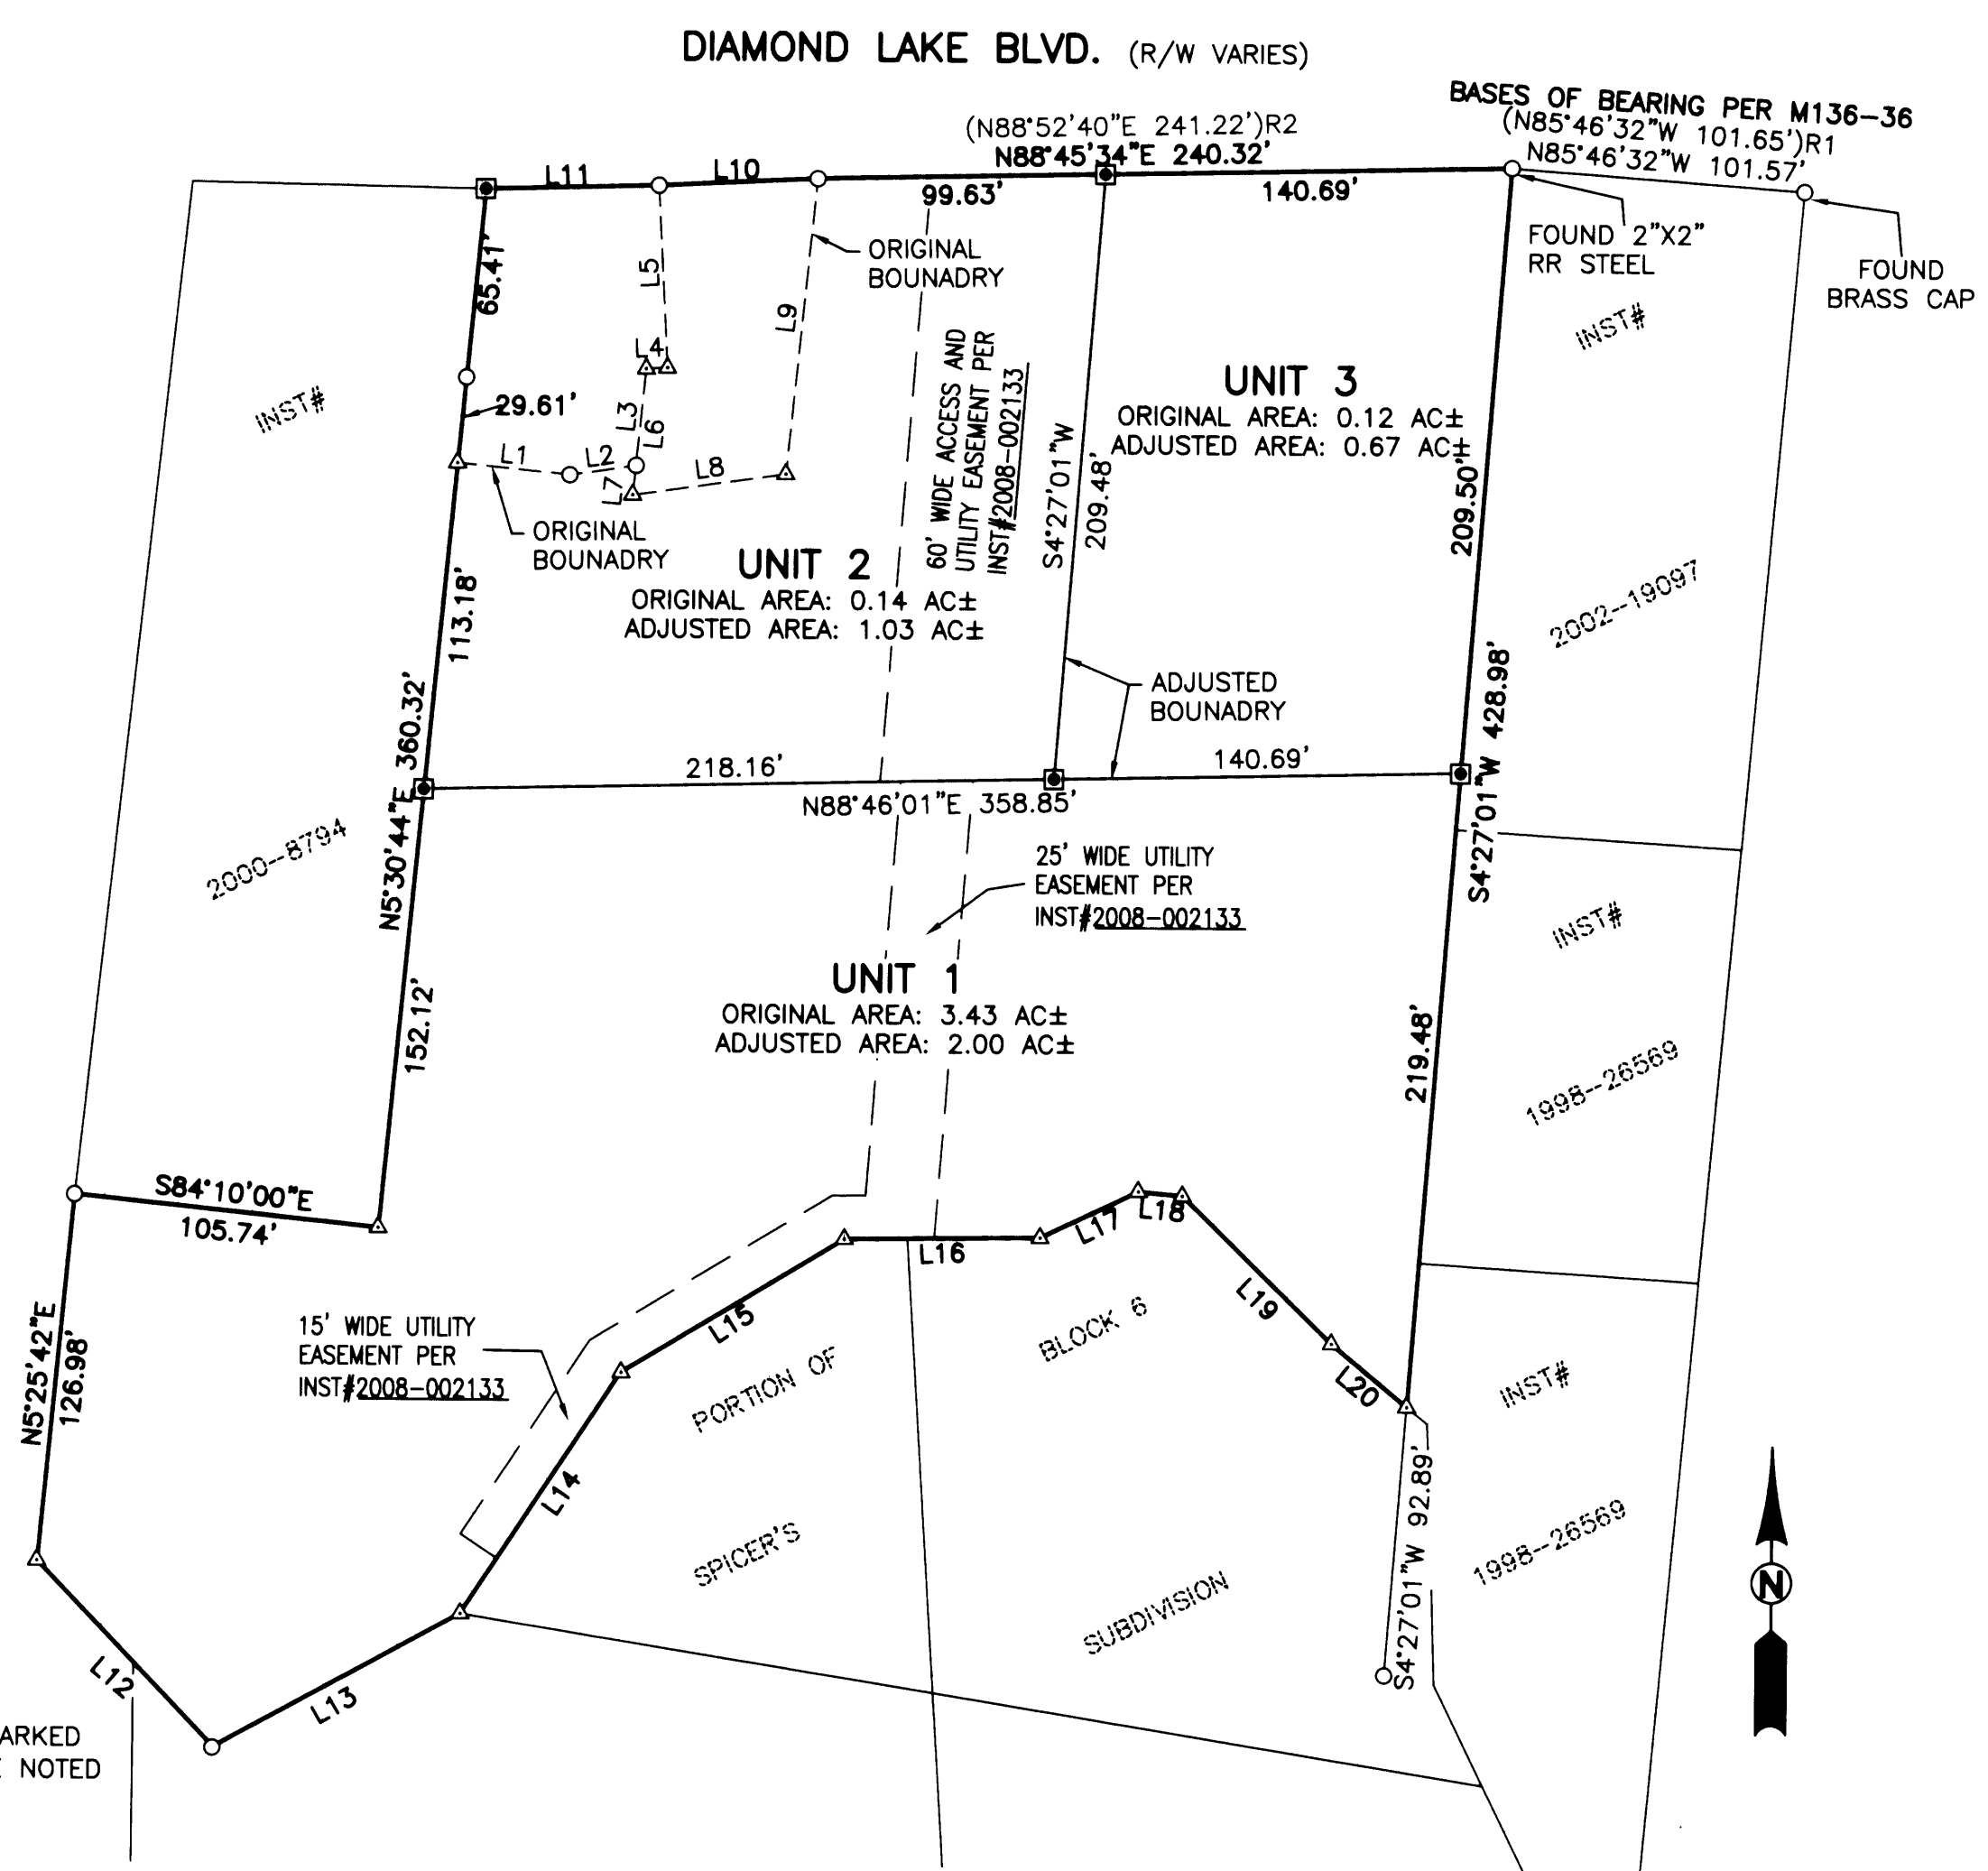 DIAMOND LAKE BLVD. (R/W VARIES)
BASES OF BEARING PER M136-36
(N85°46'32"W 101.65')R1
N85°46'32"W 101.57'
(N88°52'40"E 241.22')R2
N88°45'34"E 240.32'
L11
L10
99.63'
140.69'
FOUND 2"X2"
RR STEEL
FOUND
BRASS CAP
ORIGINAL
BOUNADRY
65.41'
L5
L9
L4
29.61'
L3
L6
L1
L2
L7
L8
ORIGINAL
BOUNADRY
60' WIDE ACCESS AND
UTILITY EASEMENT PER
INST#2008-002133
S4°27'01"W
209.48'
UNIT 3
ORIGINAL AREA: 0.12 AC±
ADJUSTED AREA: 0.67 AC±
209.50'
INST#
2002-19097
INST#
2000-8794
UNIT 2
ORIGINAL AREA: 0.14 AC±
ADJUSTED AREA: 1.03 AC±
113.18'
N5°30'44"E 360.32'
ADJUSTED
BOUNADRY
218.16'
140.69'
N88°46'01"E 358.85'
S4°27'01"W 428.98'
25' WIDE UTILITY
EASEMENT PER
INST#2008-002133
UNIT 1
ORIGINAL AREA: 3.43 AC±
ADJUSTED AREA: 2.00 AC±
152.12'
219.48'
INST#
1998-26569
S84°10'00"E
105.74'
N5°25'42"E
126.98'
15' WIDE UTILITY
EASEMENT PER
INST#2008-002133
L16
L17
L18
L19
L20
L15
L14
L13
L12
PORTION OF
BLOCK 6
SPICER'S
SUBDIVISION
INST#
1998-26569
S4°27'01"W 92.89'
N
ARKED
NOTED